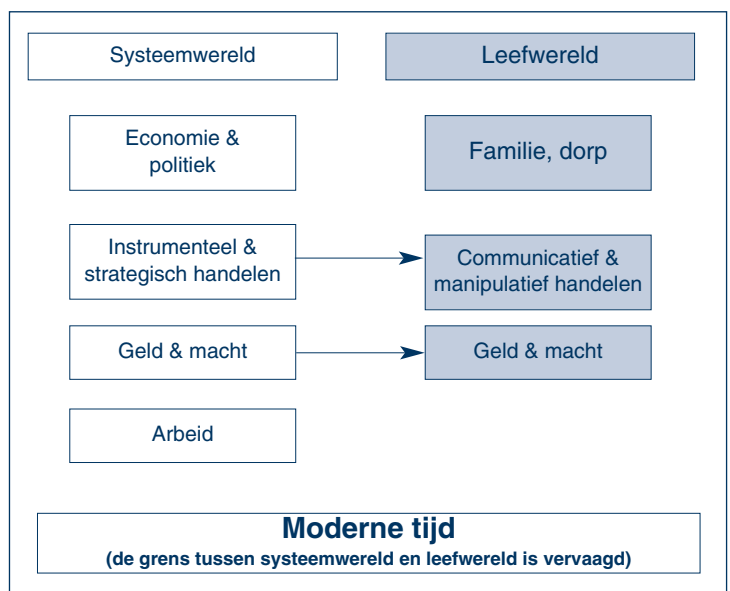 Systeemwereld
Leefwereld
Economie &
politiek
Familie, dorp
Instrumenteel &
strategisch handelen
Communicatief &
manipulatief handelen
Geld & macht
Geld & macht
Arbeid
Moderne tijd
(de grens tussen systeemwereld en leefwereld is vervaagd)